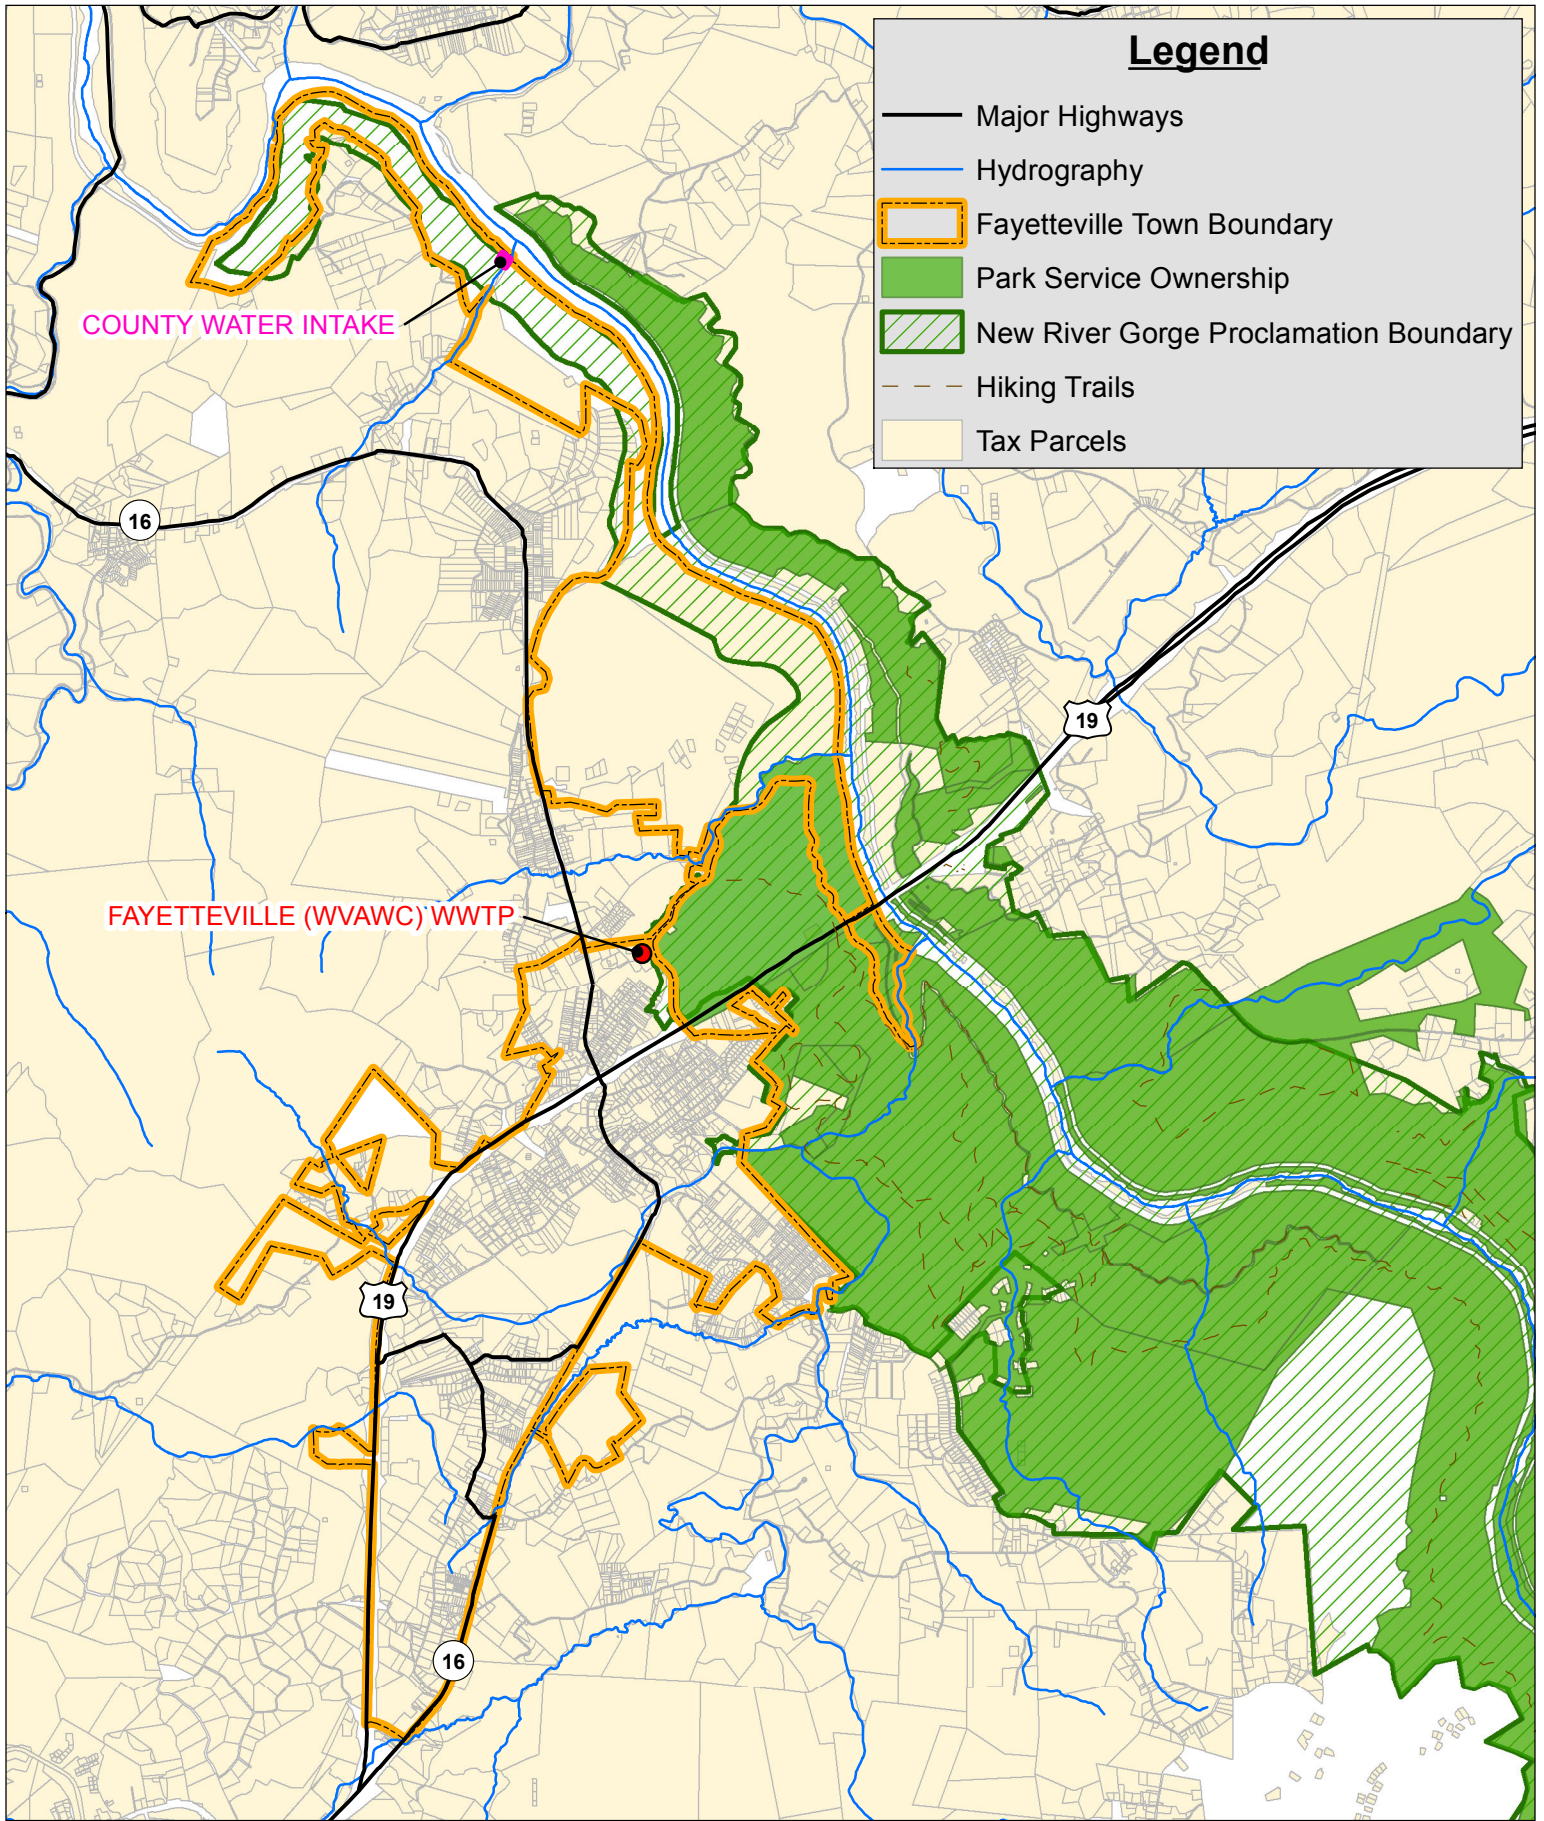 Legend
Major Highways
Hydrography
Fayetteville Town Boundary
Park Service Ownership
New River Gorge Proclamation Boundary
Hiking Trails
Tax Parcels
COUNTY WATER INTAKE
16
19
FAYETTEVILLE (WVAWC) WWTP
19
16